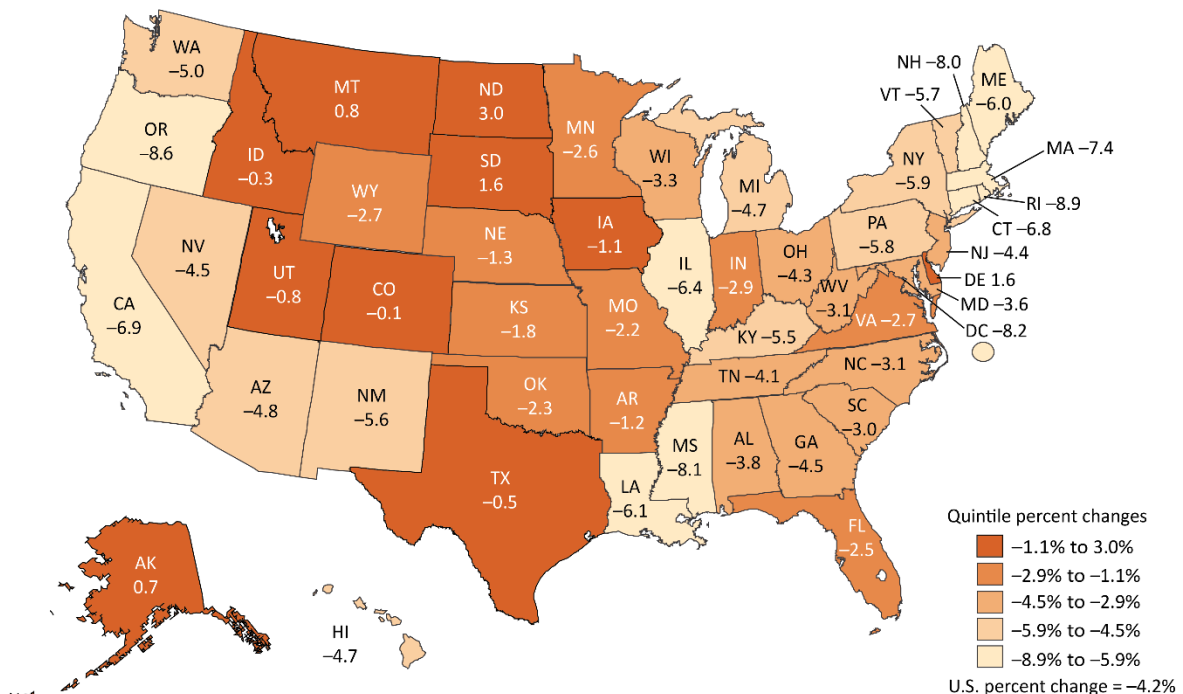 WA
–5.0
MT
0.8
ND
3.0
MN
–2.6
NH –8.0
VT –5.7
ME
–6.0
OR
–8.6
ID
–0.3
SD
1.6
WI
–3.3
MI
–4.7
NY
–5.9
MA –7.4
RI –8.9
CT –6.8
WY
–2.7
IA
–1.1
NE
–1.3
PA
–5.8
NJ –4.4
DE 1.6
MD –3.6
DC –8.2
NV
–4.5
UT
–0.8
CO
–0.1
IL
–6.4
IN
–2.9
OH
–4.3
WV
–3.1
VA –2.7
CA
–6.9
KS
–1.8
MO
–2.2
KY –5.5
NC –3.1
TN –4.1
AZ
–4.8
NM
–5.6
OK
–2.3
AR
–1.2
SC
–3.0
MS
–8.1
AL
–3.8
GA
–4.5
TX
–0.5
LA
–6.1
FL
–2.5
AK
0.7
HI
–4.7
Quintile percent changes
–1.1% to 3.0%
–2.9% to –1.1%
–4.5% to –2.9%
–5.9% to –4.5%
–8.9% to –5.9%
U.S. percent change = –4.2%